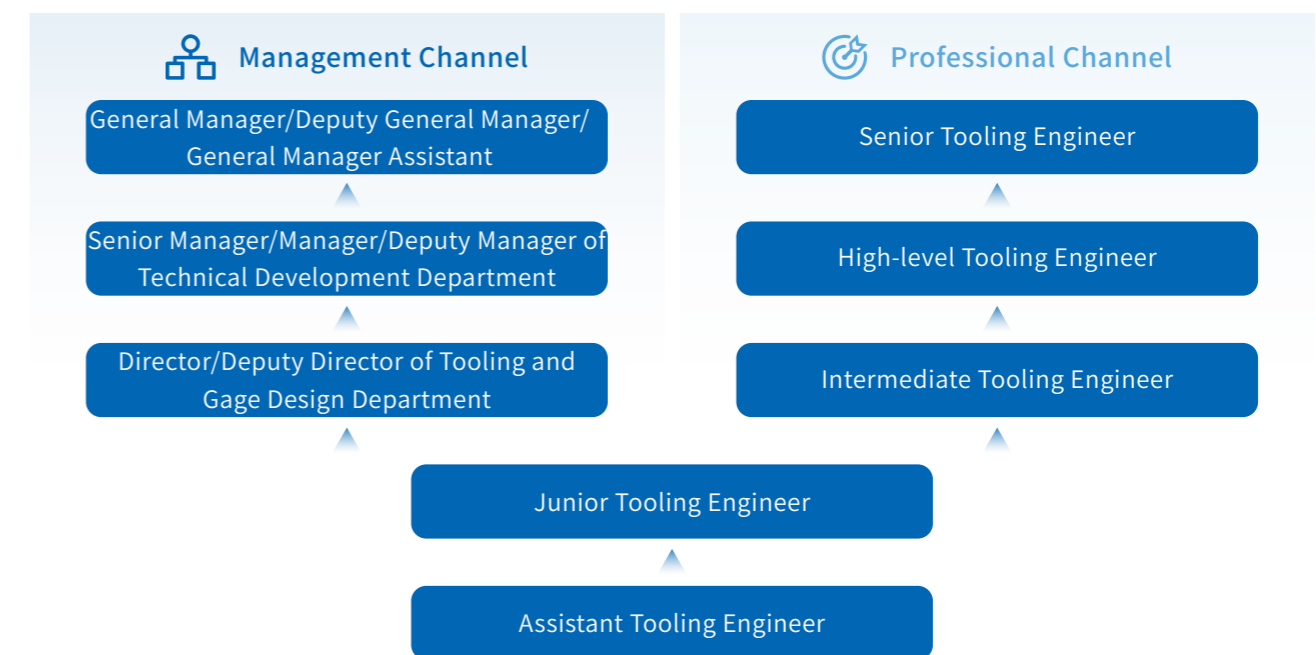 Management Channel
General Manager/Deputy General Manager/
General Manager Assistant
Senior Manager/Manager/Deputy Manager of
Technical Development Department
Director/Deputy Director of Tooling and
Gage Design Department
Professional Channel
Senior Tooling Engineer
High-level Tooling Engineer
Intermediate Tooling Engineer
Junior Tooling Engineer
Assistant Tooling Engineer